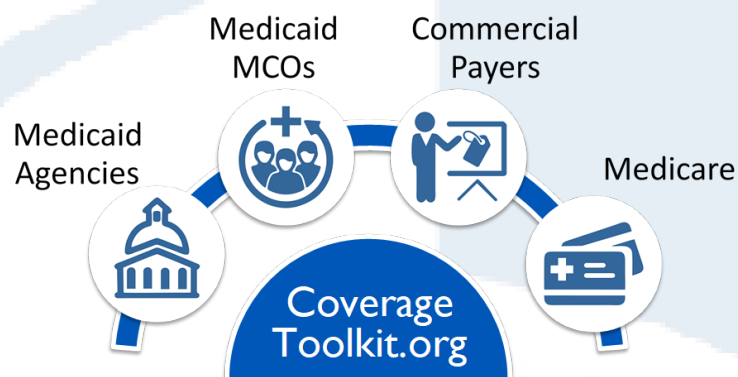 Medicaid
MCOs
Commercial
Payers
Medicaid
Agencies
Medicare
Coverage
Toolkit.org